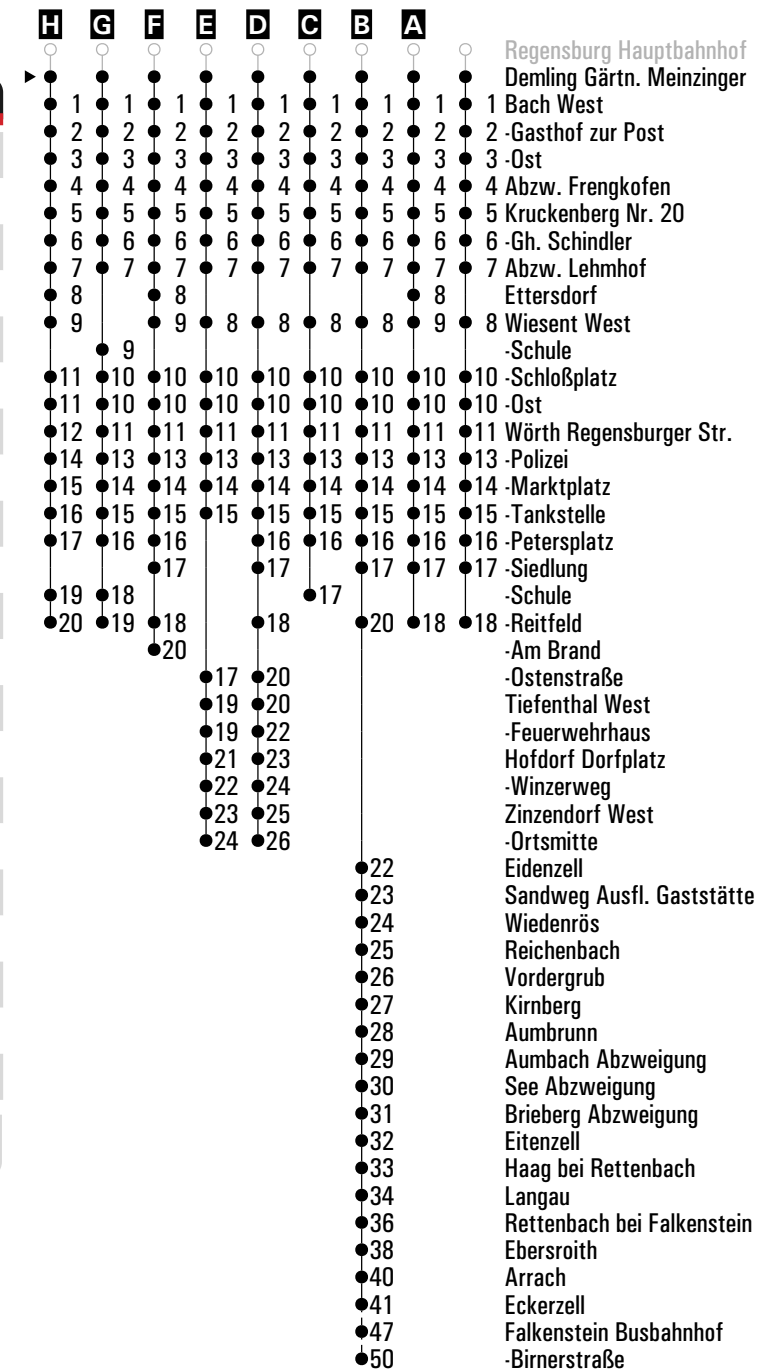 H G F E D C B A
Regensburg Hauptbahnhof
Demling Gärtn. Meinzinger
1 1 1 1 1 1 1 1 1 Bach West
2 2 2 2 2 2 2 2 2 -Gasthof zur Post
3 3 3 3 3 3 3 3 3 -Ost
4 4 4 4 4 4 4 4 4 Abzw. Frengkofen
5 5 5 5 5 5 5 5 5 Kruckenberg Nr. 20
6 6 6 6 6 6 6 6 6 -Gh. Schindler
7 7 7 7 7 7 7 7 7 Abzw. Lehmhof
8 8 8 Ettersdorf
9 9 8 8 8 8 9 8 Wiesent West
9 -Schule
11 10 10 10 10 10 10 10 10 -Schloßplatz
11 10 10 10 10 10 10 10 10 -Ost
12 11 11 11 11 11 11 11 11 Wörth Regensburger Str.
14 13 13 13 13 13 13 13 13 -Polizei
15 14 14 14 14 14 14 14 14 -Marktplatz
16 15 15 15 15 15 15 15 15 -Tankstelle
17 16 16 16 16 16 16 16 -Petersplatz
17 17 17 17 17 -Siedlung
19 18 17 -Schule
20 19 18 18 20 18 18 -Reitfeld
20 -Am Brand
17 20 -Ostenstraße
19 20 Tiefenthal West
19 22 -Feuerwehrhaus
21 23 Hofdorf Dorfplatz
22 24 -Winzerweg
23 25 Zinzendorf West
24 26 -Ortsmitte
22 Eidenzell
23 Sandweg Ausfl. Gaststätte
24 Wiedenrös
25 Reichenbach
26 Vordergrub
27 Kirnberg
28 Aumbrunn
29 Aumbach Abzweigung
30 See Abzweigung
31 Brieberg Abzweigung
32 Eitenzell
33 Haag bei Rettenbach
34 Langau
36 Rettenbach bei Falkenstein
38 Ebersroith
40 Arrach
41 Eckerzell
47 Falkenstein Busbahnhof
50 -Birnerstraße